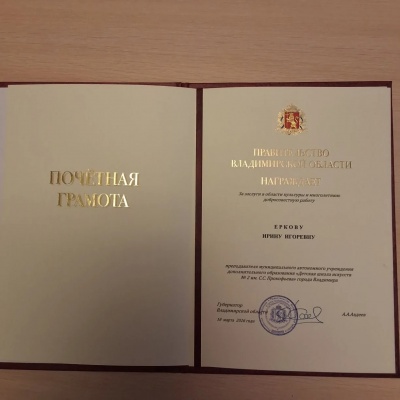 ПОЧЁТНАЯ
ГРАМОТА
ПРАВИТЕЛЬСТВО
ВЛАДИМИРСКОЙ ОБЛАСТИ
НАГРАЖДАЕТ
За заслуги в области культуры и многолетнюю
добросовестную работу
ЕРКОВУ
ИРИНУ ИГОРЕВНУ
преподавателя муниципального автономного учреждения
дополнительного образования «Детская школа искусств
№ 2 им. С.С. Прокофьева» города Владимира
Губернатор
Владимирской области
А.А.Авдеев
марта